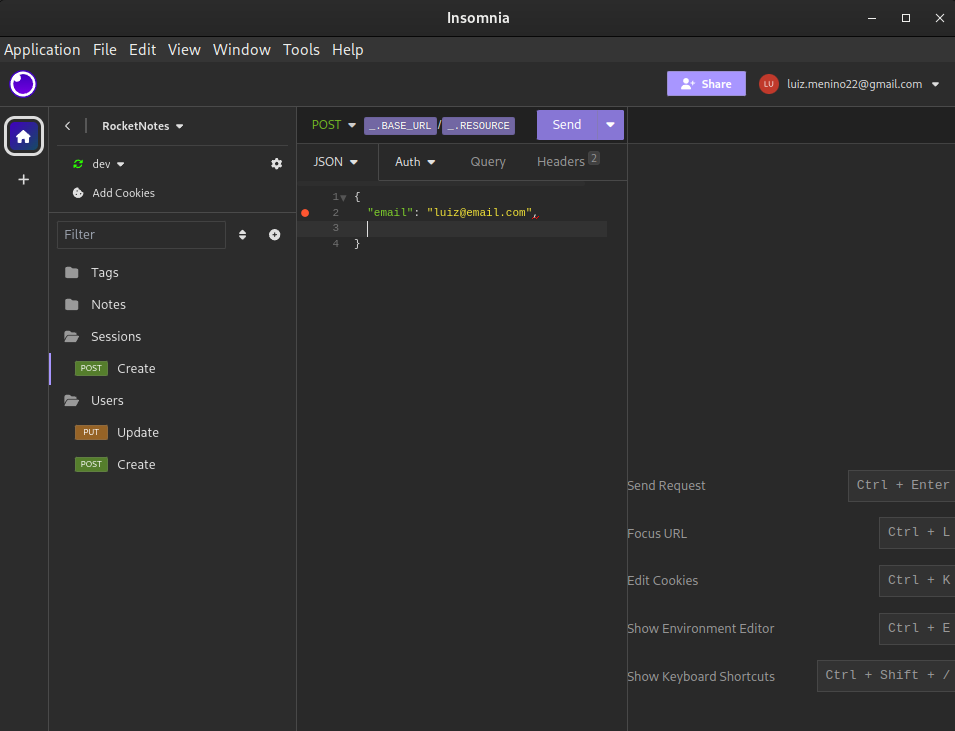 Insomnia
Application File Edit View Window Tools Help
Share LU luiz.menino22@gmail.com
RocketNotes
dev
Add Cookies
Filter
Tags
Notes
Sessions
POST Create
Users
PUT Update
POST Create
POST _.BASE_URL/_.RESOURCE Send
JSON Auth Query Headers 2
1 {
2 "email": "luiz@email.com",
3
4 }
Send Request Ctrl + Enter
Focus URL Ctrl + L
Edit Cookies Ctrl + K
Show Environment Editor Ctrl + E
Show Keyboard Shortcuts Ctrl + Shift + /